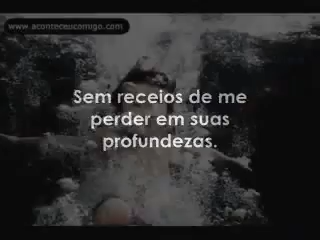 www.aconteceucomigo.com
Sem receios de me
perder em suas
profundezas.